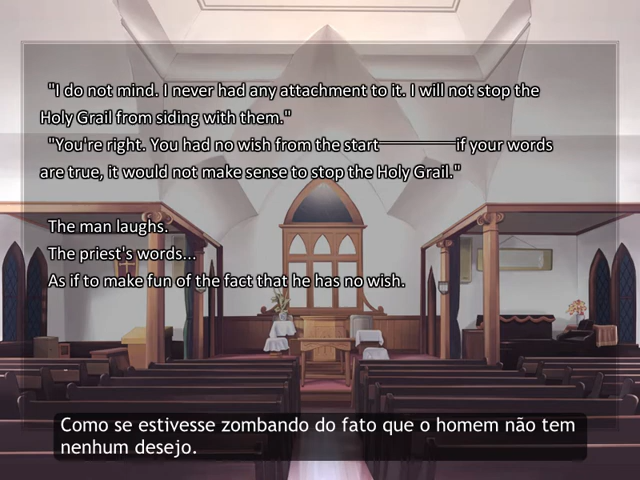 "I do not mind. I never had any attachment to it. I will not stop the
Holy Grail from siding with them."
"You're right. You had no wish from the start————if your words
are true, it would not make sense to stop the Holy Grail."
The man laughs.
The priest's words...
As if to make fun of the fact that he has no wish.
Como se estivesse zombando do fato que o homem não tem
nenhum desejo.